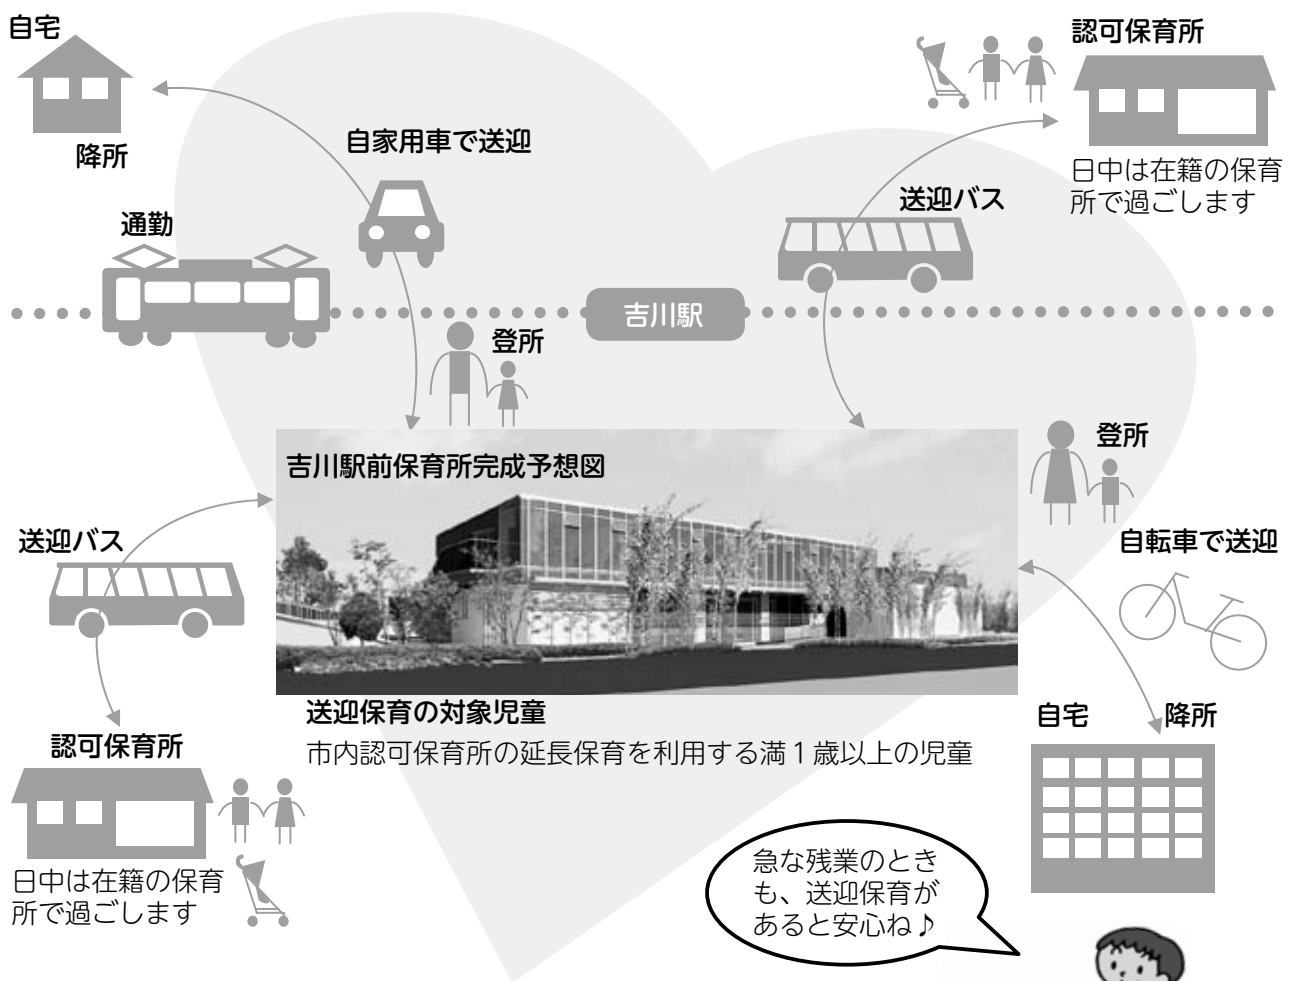 自宅
降所
自家用車で送迎
通勤
認可保育所
日中は在籍の保育
所で過ごします
送迎バス
吉川駅
登所
吉川駅前保育所完成予想図
登所
自転車で送迎
送迎バス
送迎保育の対象児童
市内認可保育所の延長保育を利用する満1歳以上の児童
自宅
降所
認可保育所
日中は在籍の保育
所で過ごします
急な残業のとき
も、送迎保育が
あると安心ね♪